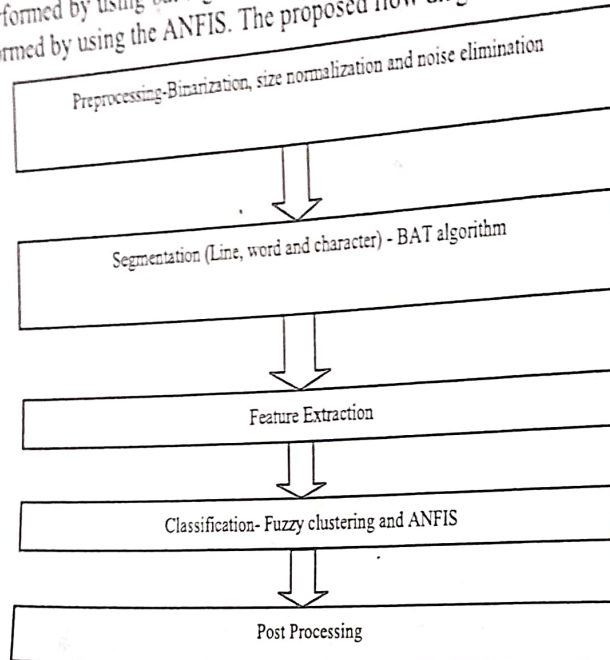 formed by using
ormed by using the ANFIS. The proposed flow
Preprocessing-Binarization, size normalization and noise elimination
Segmentation (Line, word and character) - BAT algorithm
Feature Extraction
Classification- Fuzzy clustering and ANFIS
Post Processing